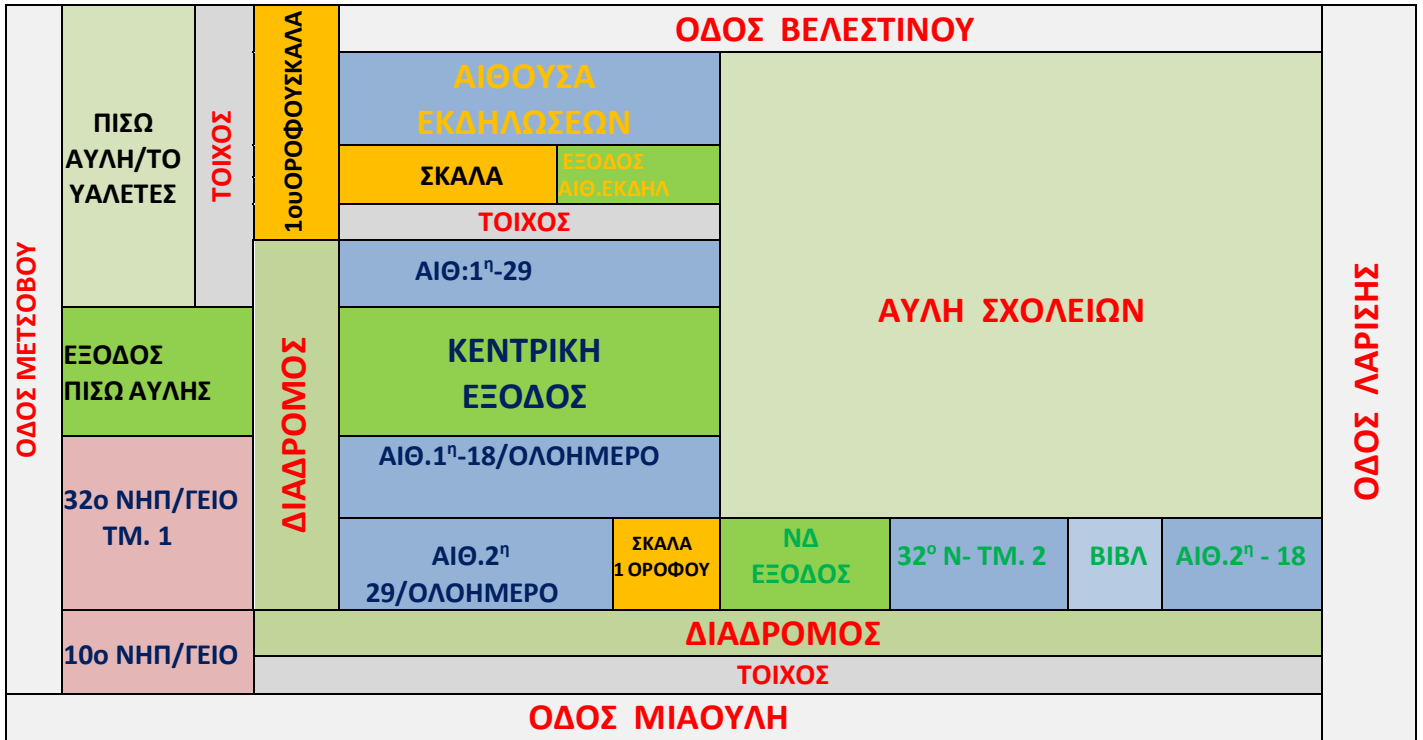 ΟΔΟΣ ΜΕΤΣΟΒΟΥ
ΠΙΣΩ
ΑΥΛΗ/ΤΟ
ΥΑΛΕΤΕΣ
ΤΟΙΧΟΣ
1ουΟΡΟΦΟΥΣΚΑΛΑ
ΟΔΟΣ ΒΕΛΕΣΤΙΝΟΥ
ΑΙΘΟΥΣΑ
ΕΚΔΗΛΩΣΕΩΝ
ΣΚΑΛΑ
ΕΞΟΔΟΣ
ΑΙΘ.ΕΚΔΗΛ
ΤΟΙΧΟΣ
ΑΙΘ:1η-29
ΑΥΛΗ ΣΧΟΛΕΙΩΝ
ΟΔΟΣ ΛΑΡΙΣΗΣ
ΕΞΟΔΟΣ
ΠΙΣΩ ΑΥΛΗΣ
ΔΙΑΔΡΟΜΟΣ
ΚΕΝΤΡΙΚΗ
ΕΞΟΔΟΣ
32ο ΝΗΠ/ΓΕΙΟ
ΤΜ. 1
ΑΙΘ.1η-18/ΟΛΟΗΜΕΡΟ
ΑΙΘ.2η
29/ΟΛΟΗΜΕΡΟ
ΣΚΑΛΑ
1 ΟΡΟΦΟΥ
ΝΔ
ΕΞΟΔΟΣ
32ο Ν- ΤΜ. 2
ΒΙΒΛ
ΑΙΘ.2η - 18
10ο ΝΗΠ/ΓΕΙΟ
ΔΙΑΔΡΟΜΟΣ
ΤΟΙΧΟΣ
ΟΔΟΣ ΜΙΑΟΥΛΗ